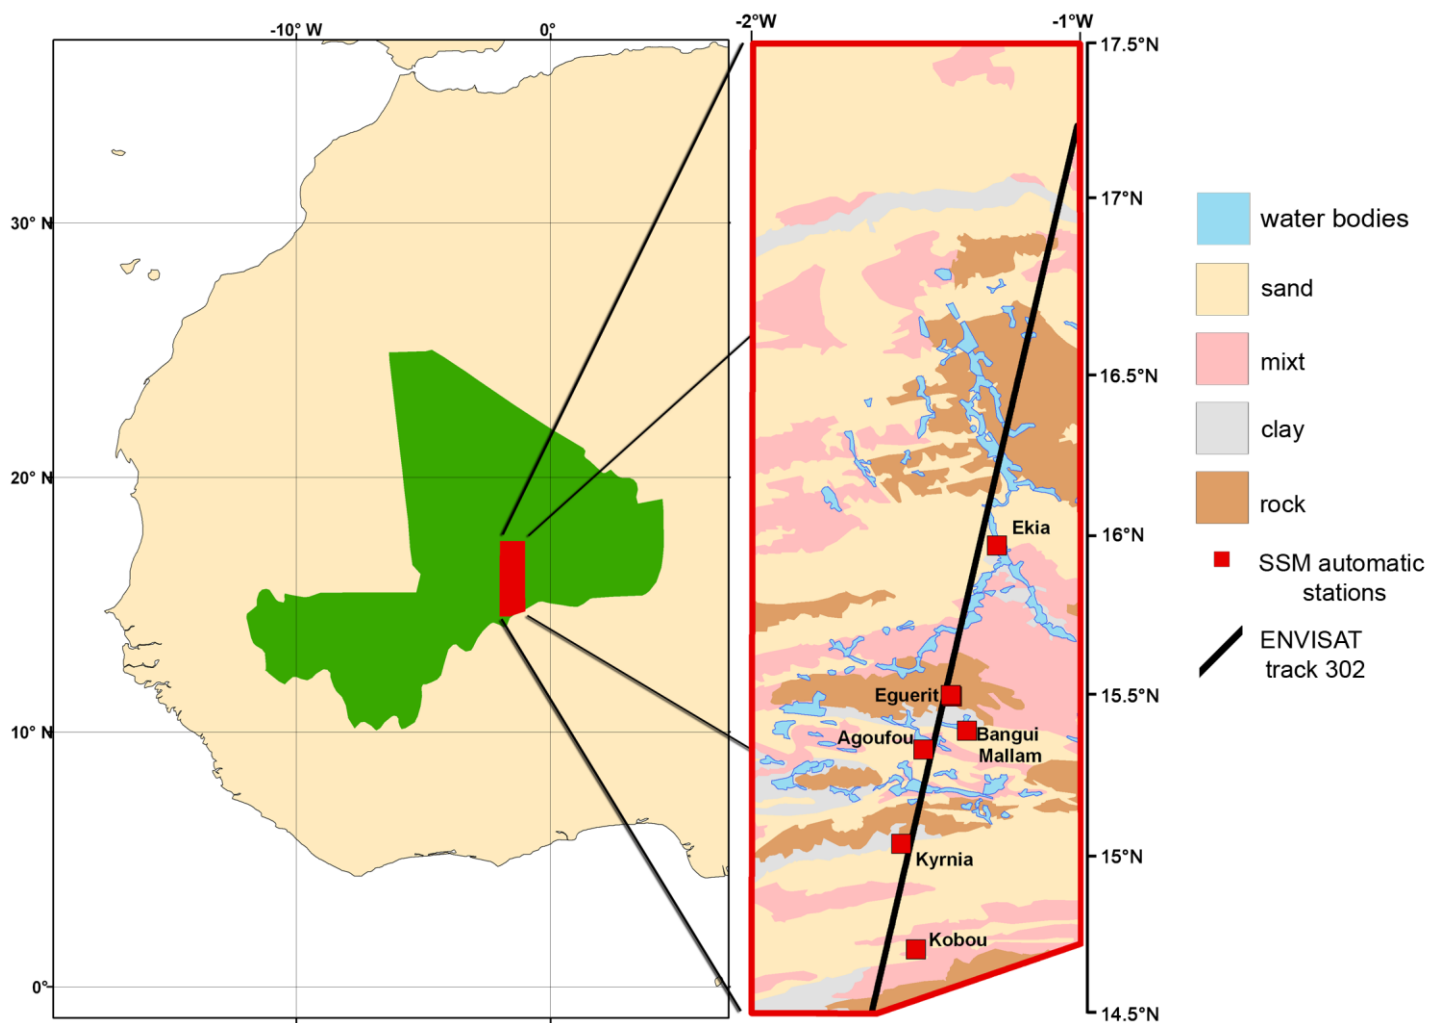 -10° W
0°
-2°W
-1°W
17.5°N
17°N
16.5°N
16°N
15.5°N
15°N
14.5°N
30° N
20° N
10° N
0°
Ekia
Eguerit
Bangui
Mallam
Agoufou
Kyrnia
Kobou
water bodies
sand
mixt
clay
rock
SSM automatic
stations
ENVISAT
track 302